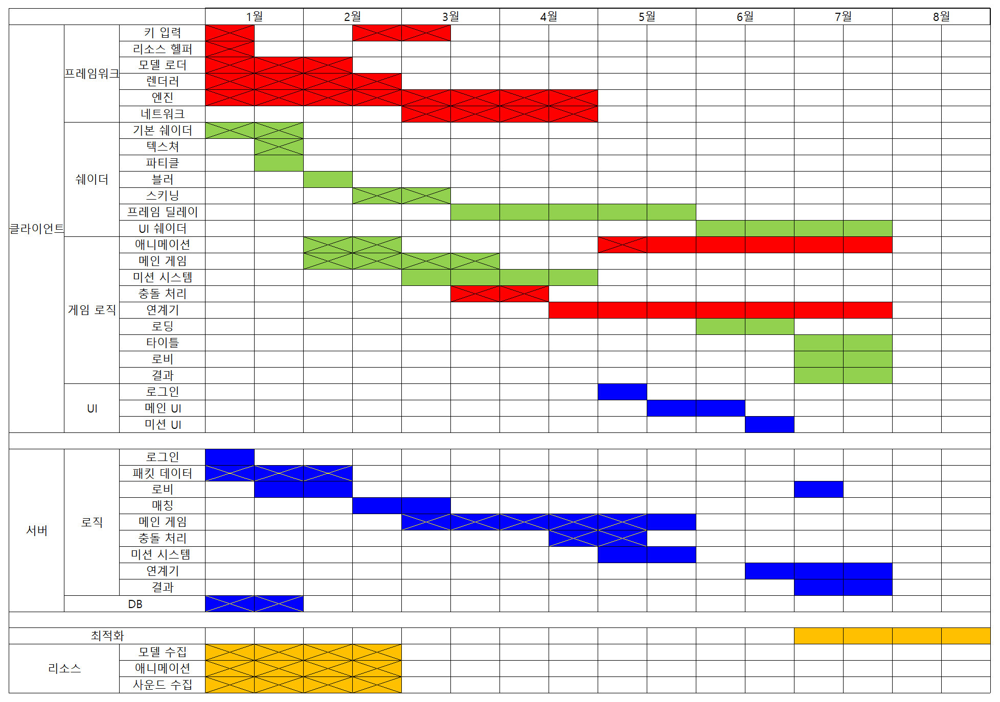 1월 2월 3월 4월 5월 6월 7월 8월
클라이언트
프레임워크
키 입력
리소스 헬퍼
모델 로더
렌더러
엔진
네트워크
쉐이더
기본 쉐이더
텍스쳐
파티클
블러
스키닝
프레임 딜레이
UI 쉐이더
게임 로직
애니메이션
메인 게임
미션 시스템
충돌 처리
연계기
로딩
타이틀
로비
결과
UI
로그인
메인 UI
미션 UI
서버
로직
로그인
패킷 데이터
로비
매칭
메인 게임
충돌 처리
미션 시스템
연계기
결과
DB
최적화
리소스
모델 수집
애니메이션
사운드 수집